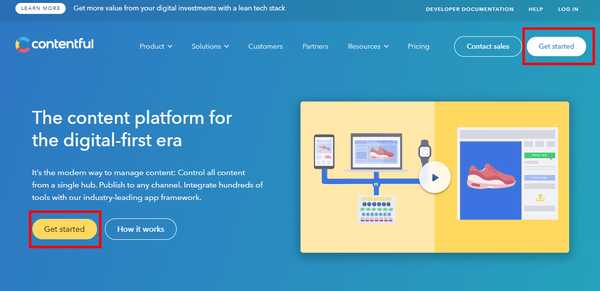 LEARN MORE Get more value from your digital investments with a lean tech stack DEVELOPER DOCUMENTATION HELP LOG IN
contentful Product Solutions Customers Partners Resources Pricing Contact sales Get started
The content platform for
the digital-first era
It's the modern way to manage content: Control all content
from a single hub. Publish to any channel. Integrate hundreds of
tools with our industry-leading app framework.
Get started How it works